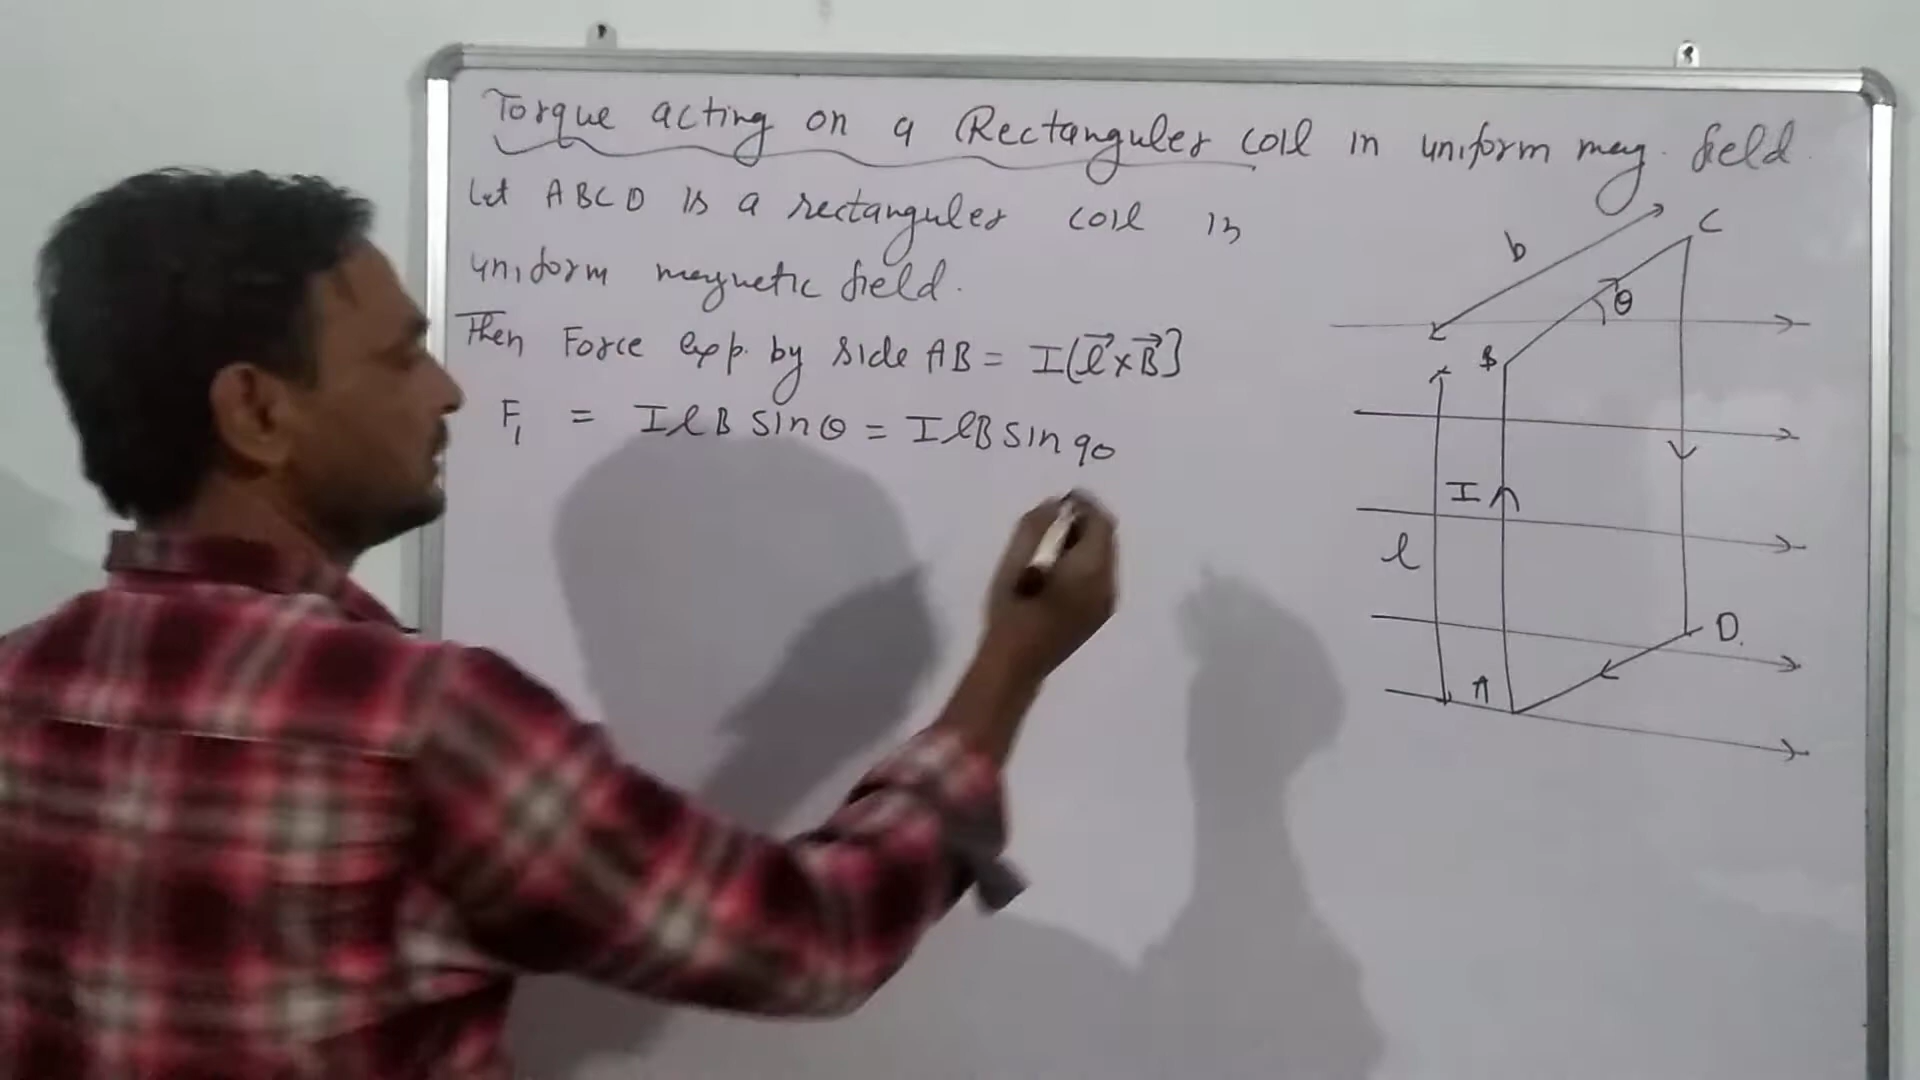 Torque acting on a Rectanguler coil in uniform mag. field.
Let ABCD is a rectanguler coil in
uniform magnetic field.
Then Force exp. by side AB = I(l⃗×B⃗]
F₁ = IlB sinθ = IlB sin 90
b
C
θ
B
I
l
D.
A